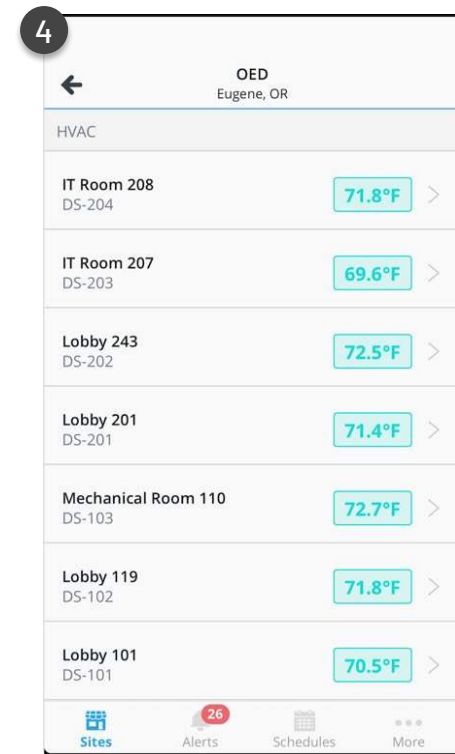 4
OED
Eugene, OR
HVAC
IT Room 208
DS-204
71.8°F
IT Room 207
DS-203
69.6°F
Lobby 243
DS-202
72.5°F
Lobby 201
DS-201
71.4°F
Mechanical Room 110
DS-103
72.7°F
Lobby 119
DS-102
71.8°F
Lobby 101
DS-101
70.5°F
26
Sites Alerts Schedules More